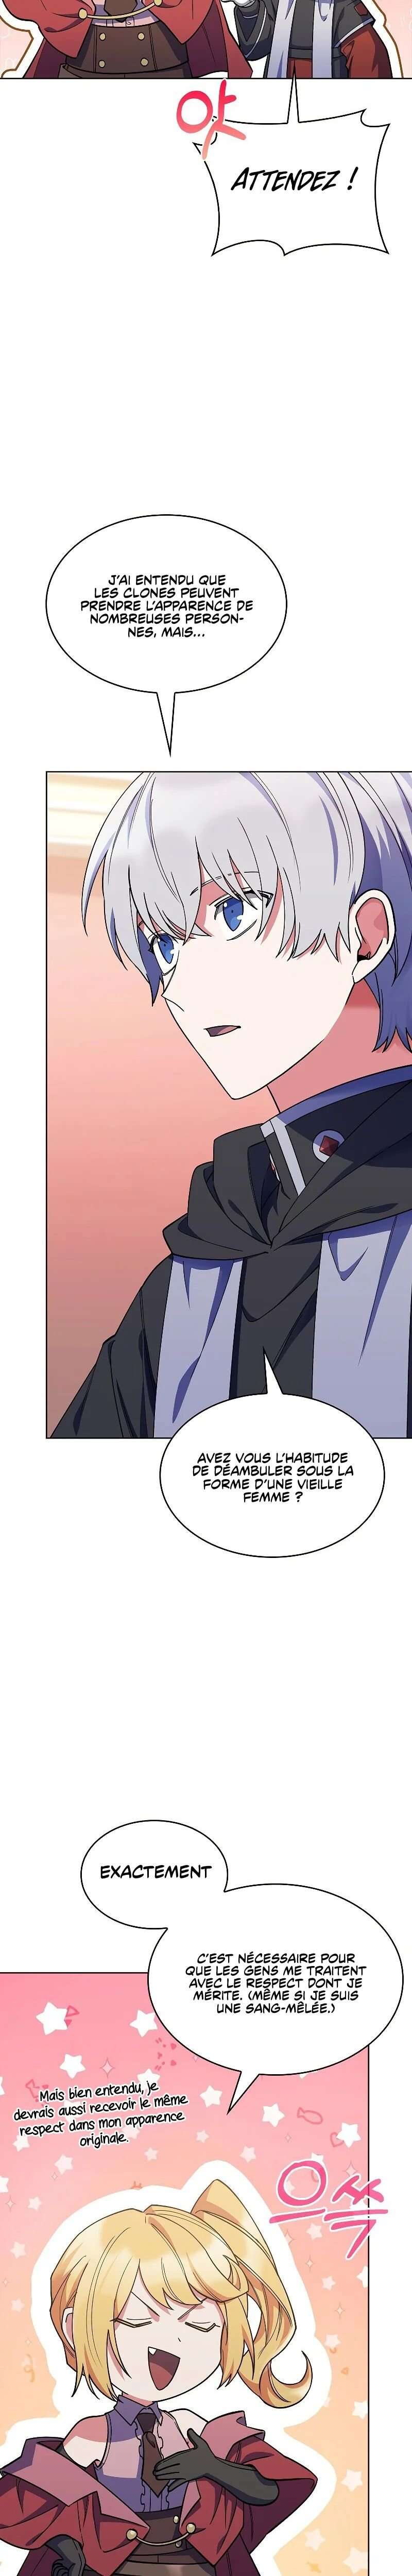 앗
ATTENDEZ !
J'AI ENTENDU QUE
LES CLONES PEUVENT
PRENDRE L'APPARENCE DE
NOMBREUSES PERSON-
NES, MAIS...
AVEZ VOUS L'HABITUDE
DE DÉAMBULER SOUS LA
FORME D'UNE VIEILLE
FEMME ?
EXACTEMENT
C'EST NÉCESSAIRE POUR
QUE LES GENS ME TRAITENT
AVEC LE RESPECT DONT JE
MÉRITE. (MÊME SI JE SUIS
UNE SANG-MÊLÉE.)
Mais bien entendu, je
devrais aussi recevoir le même
respect dans mon apparence
originale.
으쓱